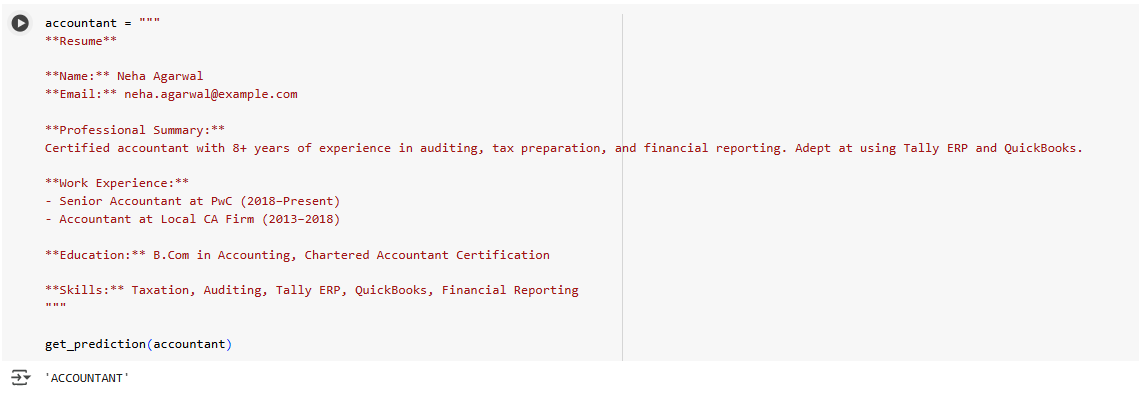 accountant = """
**Resume**
**Name:** Neha Agarwal
**Email:** neha.agarwal@example.com
**Professional Summary:**
Certified accountant with 8+ years of experience in auditing, tax preparation, and financial reporting. Adept at using Tally ERP and QuickBooks.
**Work Experience:**
- Senior Accountant at PwC (2018–Present)
- Accountant at Local CA Firm (2013–2018)
**Education:** B.Com in Accounting, Chartered Accountant Certification
**Skills:** Taxation, Auditing, Tally ERP, QuickBooks, Financial Reporting
"""
get_prediction(accountant)
'ACCOUNTANT'